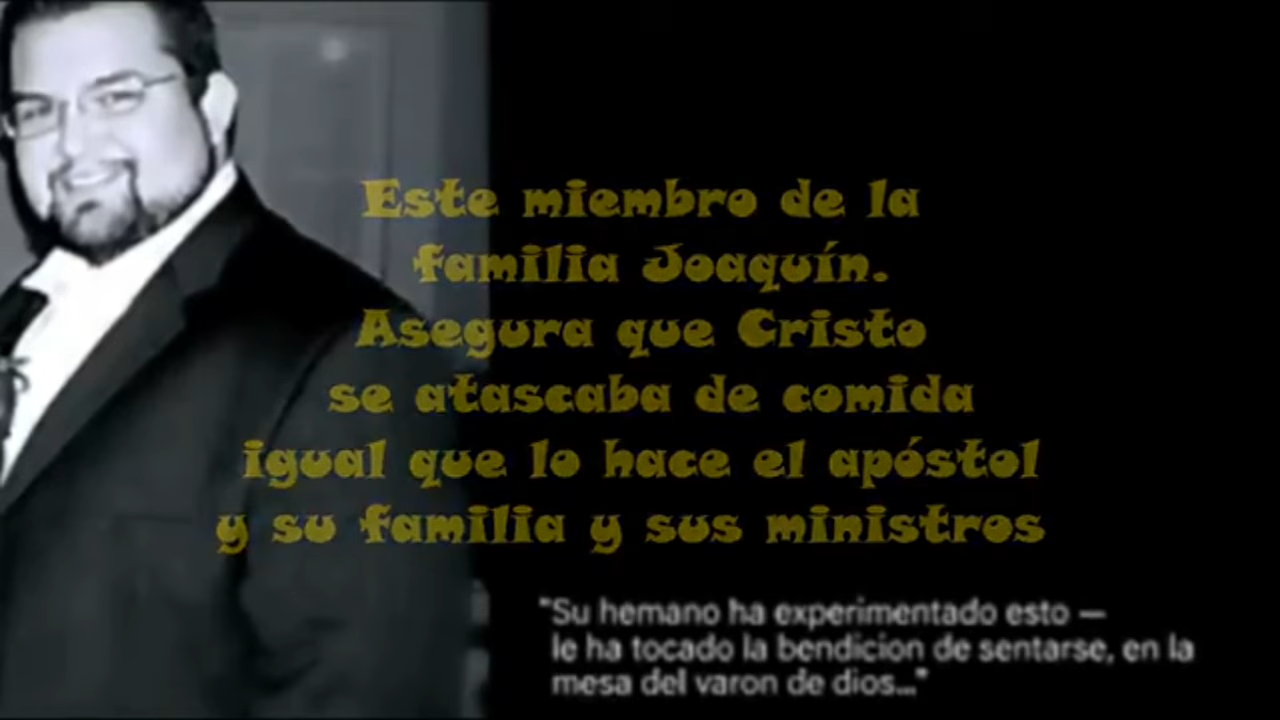 Este miembro de la
familia Joaquín.
Asegura que Cristo
se atascaba de comida
igual que lo hace el apóstol
y su familia y sus ministros
"Su hemano ha experimentado esto —
le ha tocado la bendicion de sentarse, en la
mesa del varon de dios..."